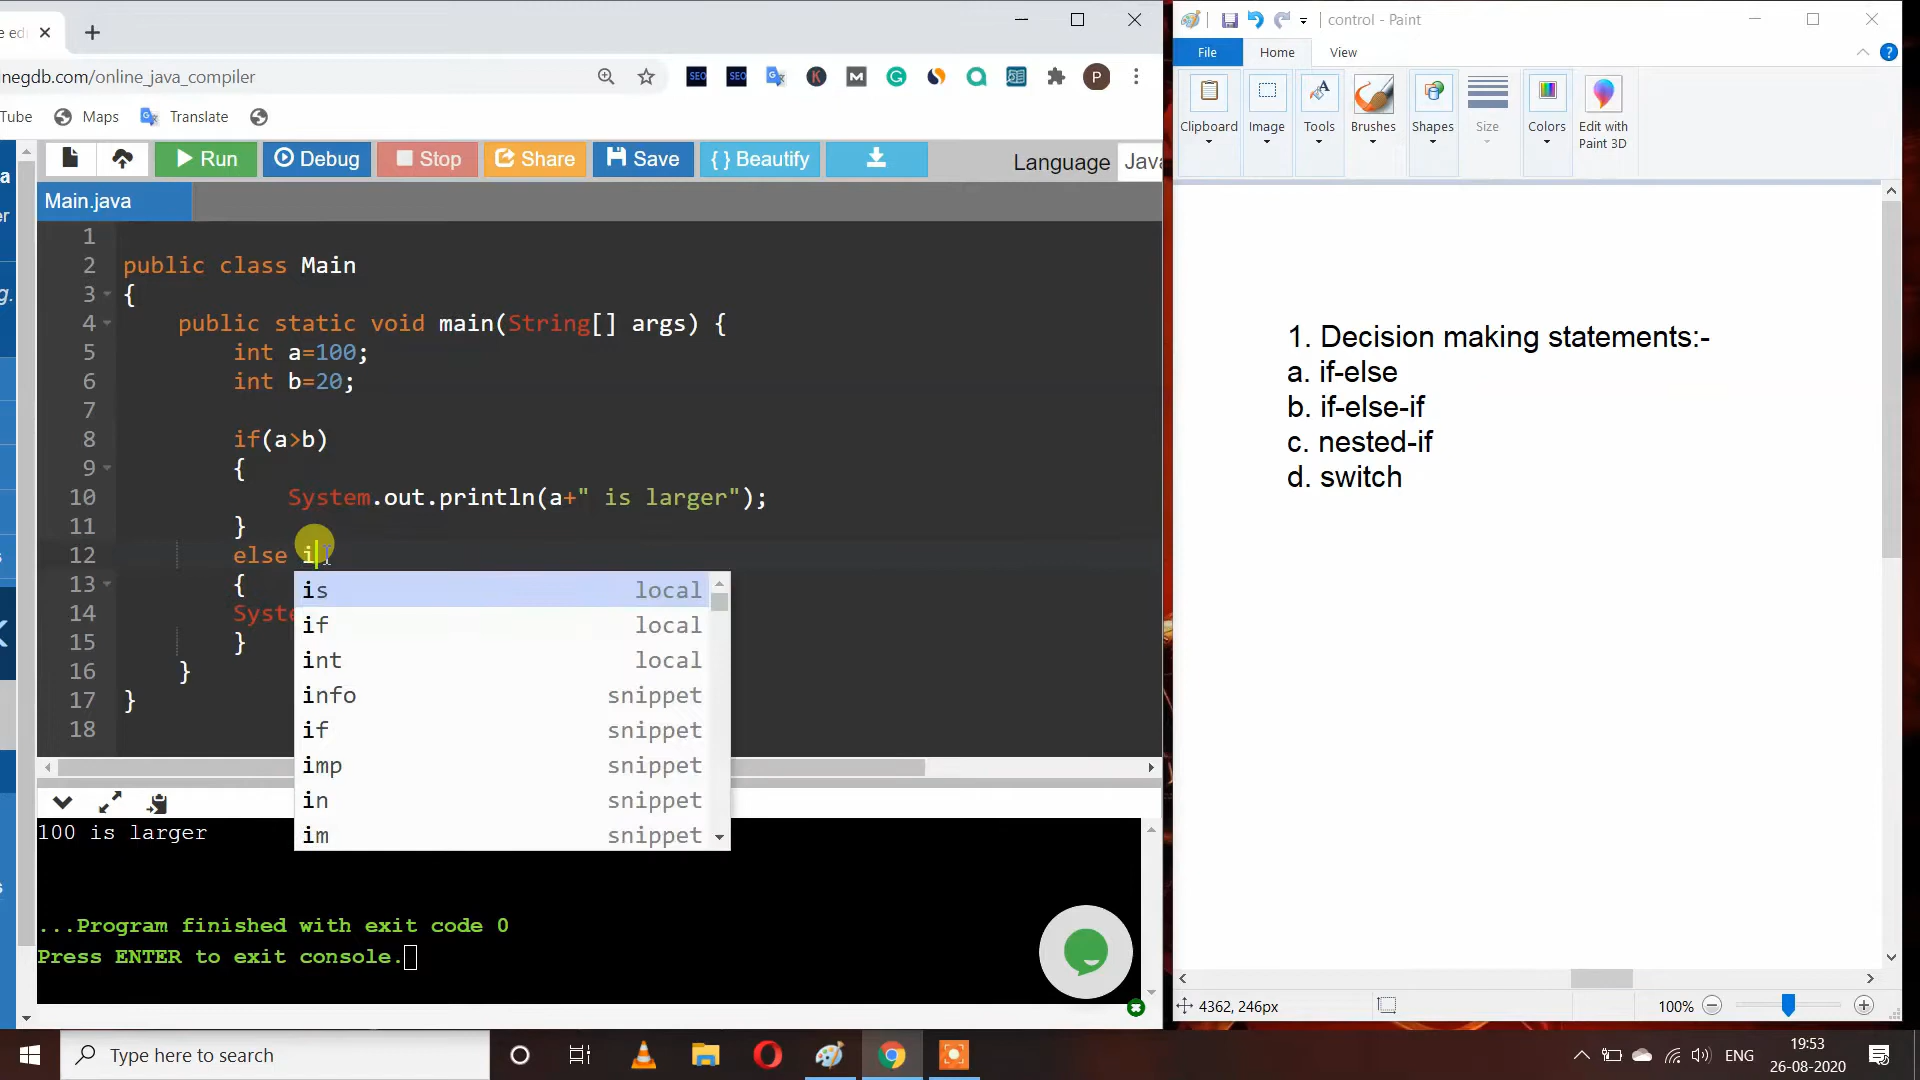 e ed
control - Paint
negdb.com/online_java_compiler
SEO
SEO
P
Tube
Maps
Translate
File
Home
View
Clipboard
Image
Tools
Brushes
Shapes
Size
Colors
Edit with
Paint 3D
Run
Debug
Stop
Share
Save
{ } Beautify
Language
Java
Main.java
1
2 public class Main
3 {
4 public static void main(String[] args) {
5 int a=100;
6 int b=20;
7
8 if(a>b)
9 {
10 System.out.println(a+" is larger");
11 }
12 else i
13 {
14 Syste
15 }
16 }
17 }
18
is local
if local
int local
info snippet
if snippet
imp snippet
in snippet
im snippet
100 is larger
...Program finished with exit code 0
Press ENTER to exit console.
1. Decision making statements:-
a. if-else
b. if-else-if
c. nested-if
d. switch
4362, 246px
100%
Type here to search
ENG
19:53
26-08-2020